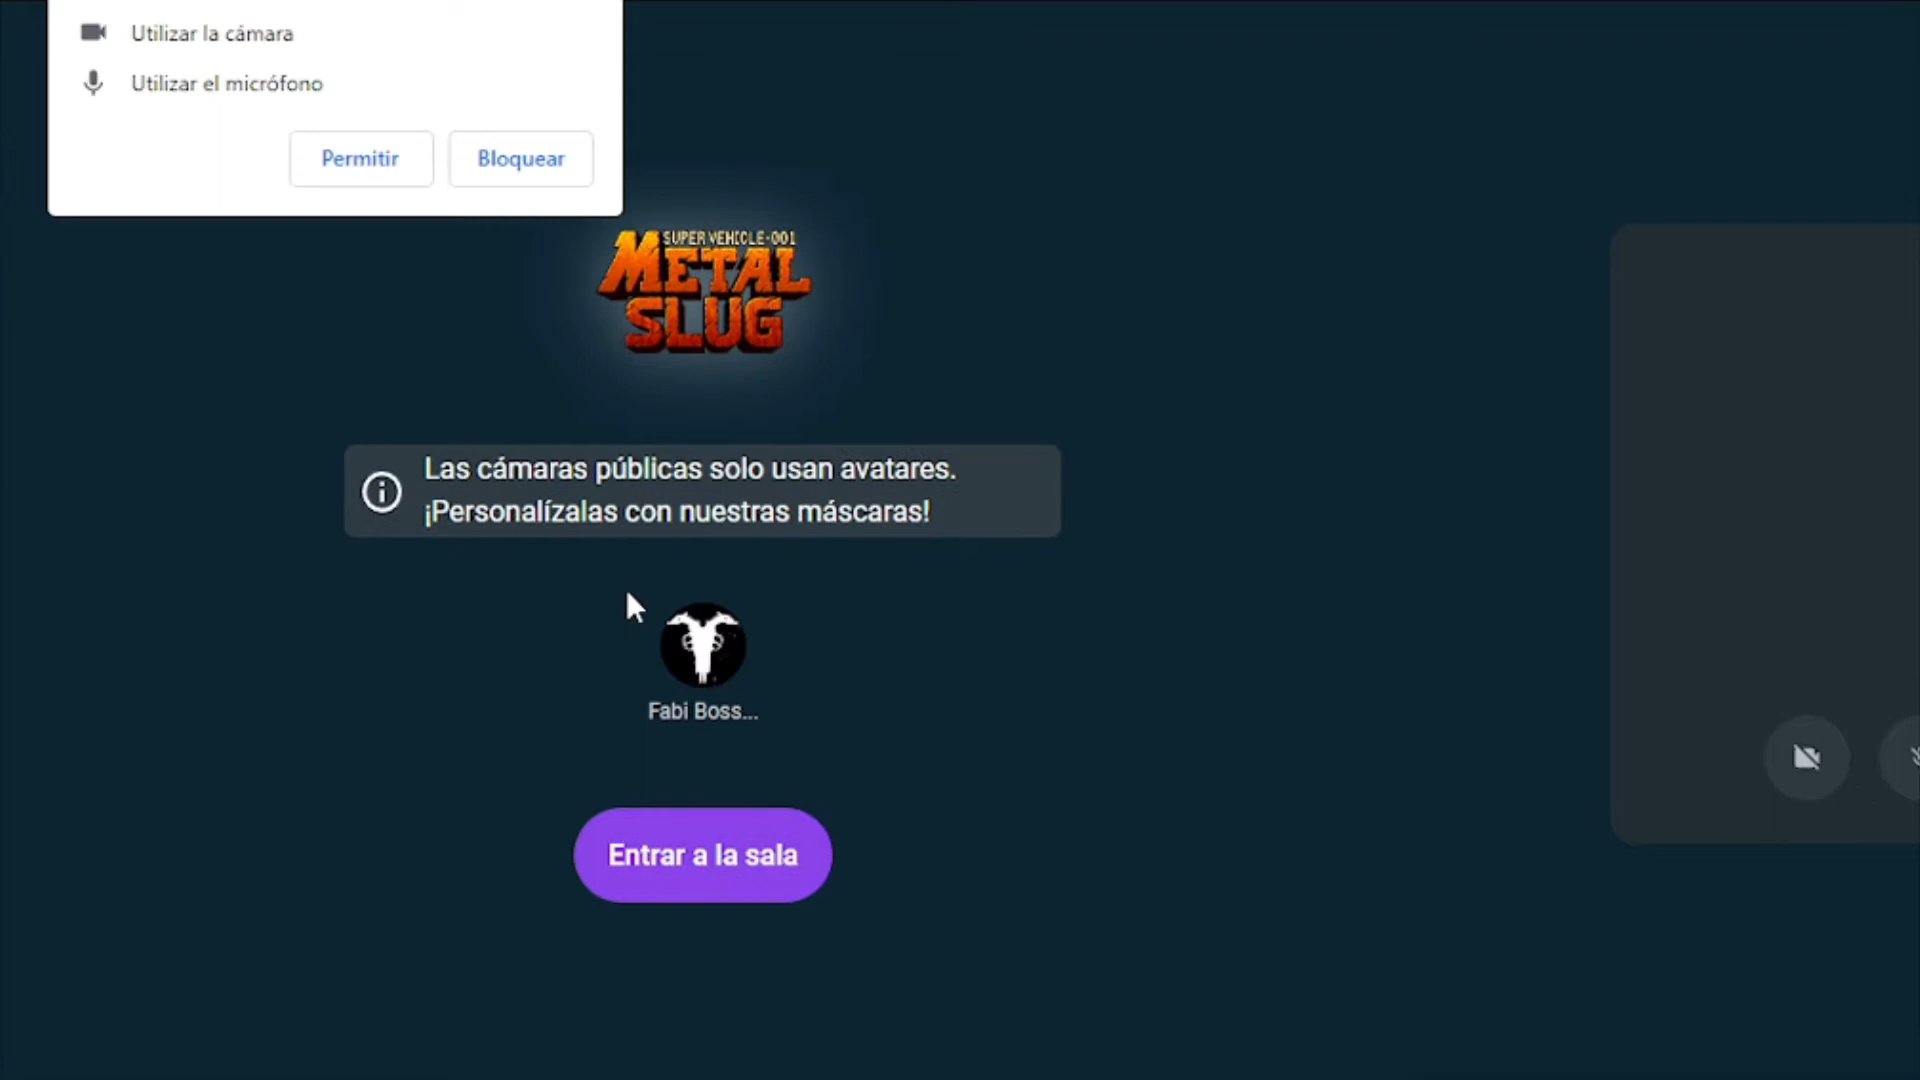 Utilizar la cámara
Utilizar el micrófono
Permitir
Bloquear
SUPER VEHICLE-001
METAL
SLUG
Las cámaras públicas solo usan avatares.
¡Personalízalas con nuestras máscaras!
Fabi Boss...
Entrar a la sala